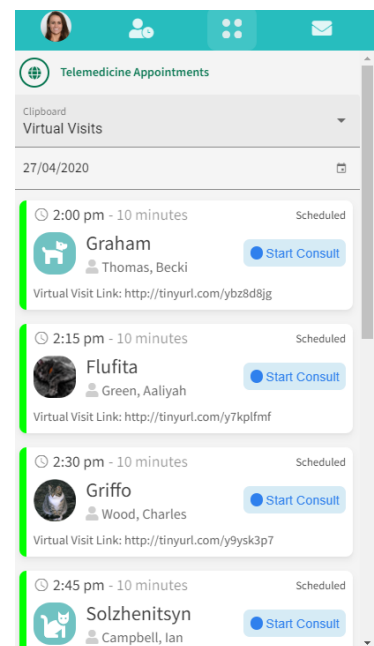 Telemedicine Appointments
Clipboard
Virtual Visits
27/04/2020
2:00 pm - 10 minutes Scheduled
Graham
Thomas, Becki
Start Consult
Virtual Visit Link: http://tinyurl.com/ybz8d8jg
2:15 pm - 10 minutes Scheduled
Flufita
Green, Aaliyah
Start Consult
Virtual Visit Link: http://tinyurl.com/y7kplfmf
2:30 pm - 10 minutes Scheduled
Griffo
Wood, Charles
Start Consult
Virtual Visit Link: http://tinyurl.com/y9ysk3p7
2:45 pm - 10 minutes Scheduled
Solzhenitsyn
Campbell, Ian
Start Consult